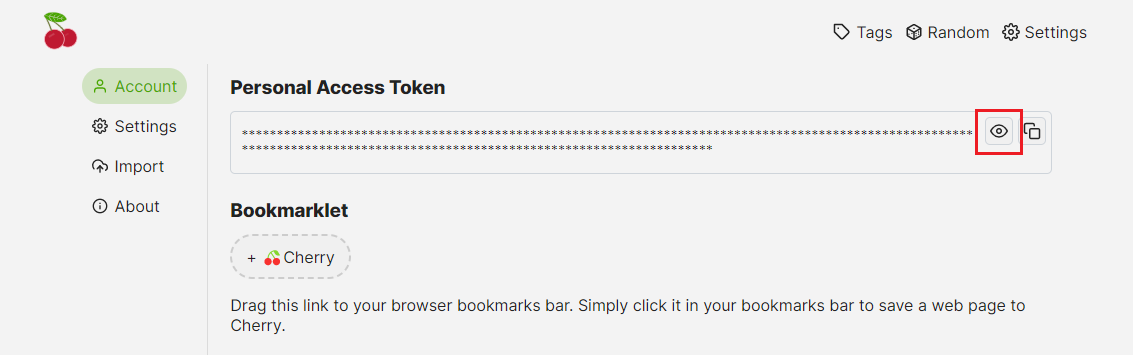 Tags Random Settings
Account
Settings
Import
About
Personal Access Token
********************************************************************************************************
*******************************************************************
Bookmarklet
+ Cherry
Drag this link to your browser bookmarks bar. Simply click it in your bookmarks bar to save a web page to
Cherry.